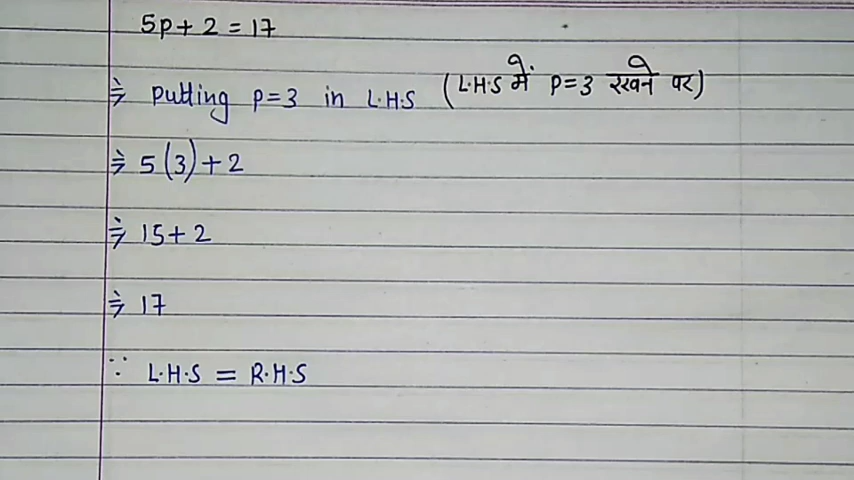 5p + 2 = 17
⇒ Putting p=3 in L.H.S (L.H.S में p=3 रखने पर)
⇒ 5(3) + 2
⇒ 15 + 2
⇒ 17
∵ L.H.S = R.H.S